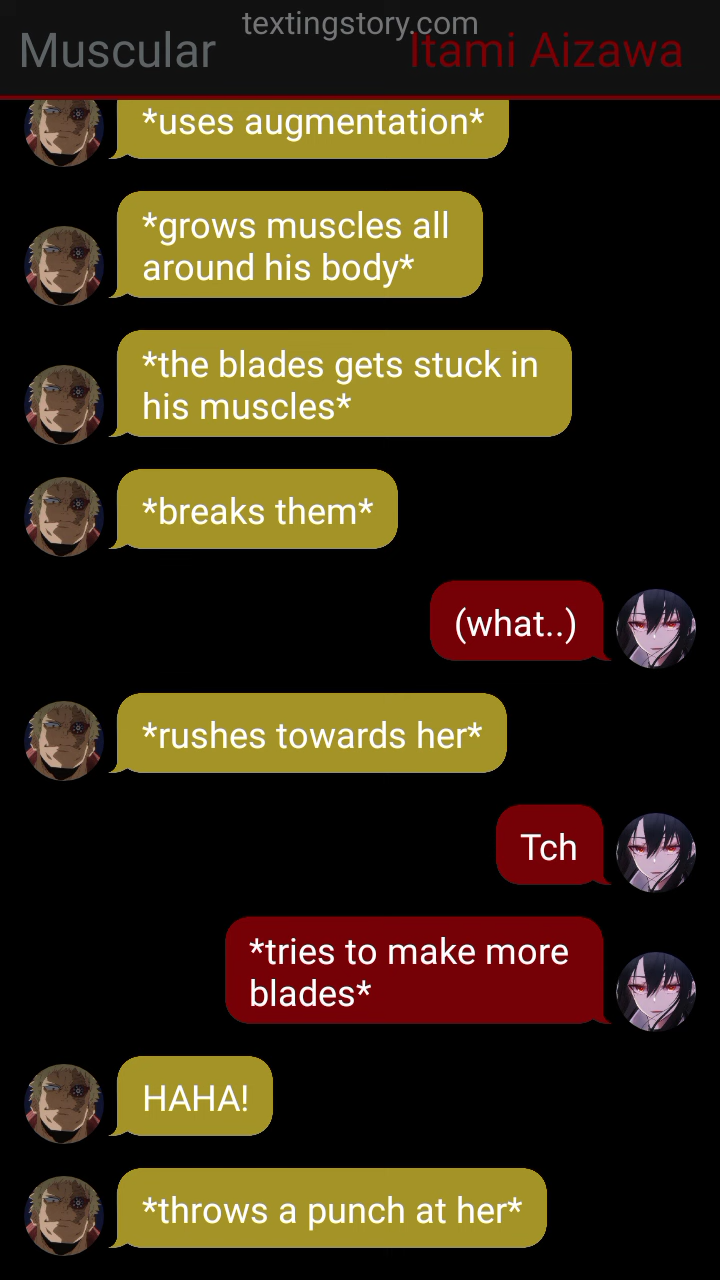 textingstory.com
Muscular
Itami Aizawa
*uses augmentation*
*grows muscles all
around his body*
*the blades gets stuck in
his muscles*
*breaks them*
(what..)
*rushes towards her*
Tch
*tries to make more
blades*
HAHA!
*throws a punch at her*